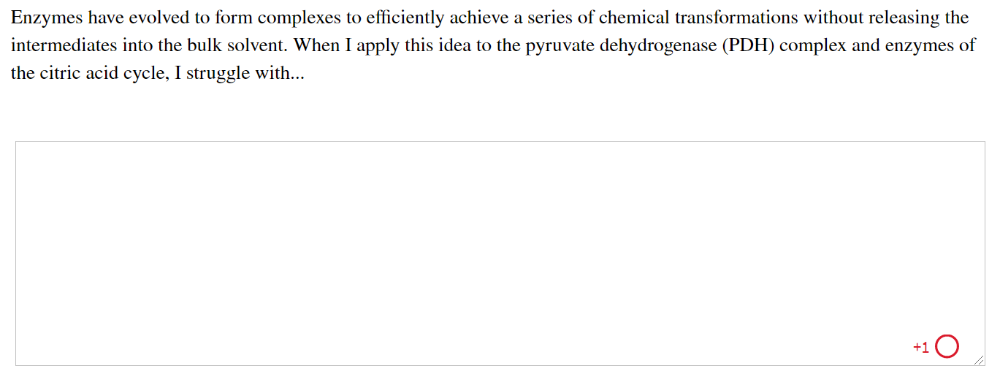 Enzymes have evolved to form complexes to efficiently achieve a series of chemical transformations without releasing the
intermediates into the bulk solvent. When I apply this idea to the pyruvate dehydrogenase (PDH) complex and enzymes of
the citric acid cycle, I struggle with...
+1